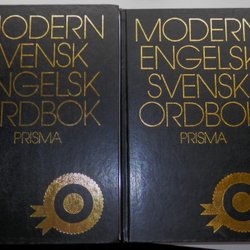 MODERN
SVENSK
ENGELSK
ORDBOK
PRISMA
MODERN
ENGELSK
SVENSK
ORDBOK
PRISMA